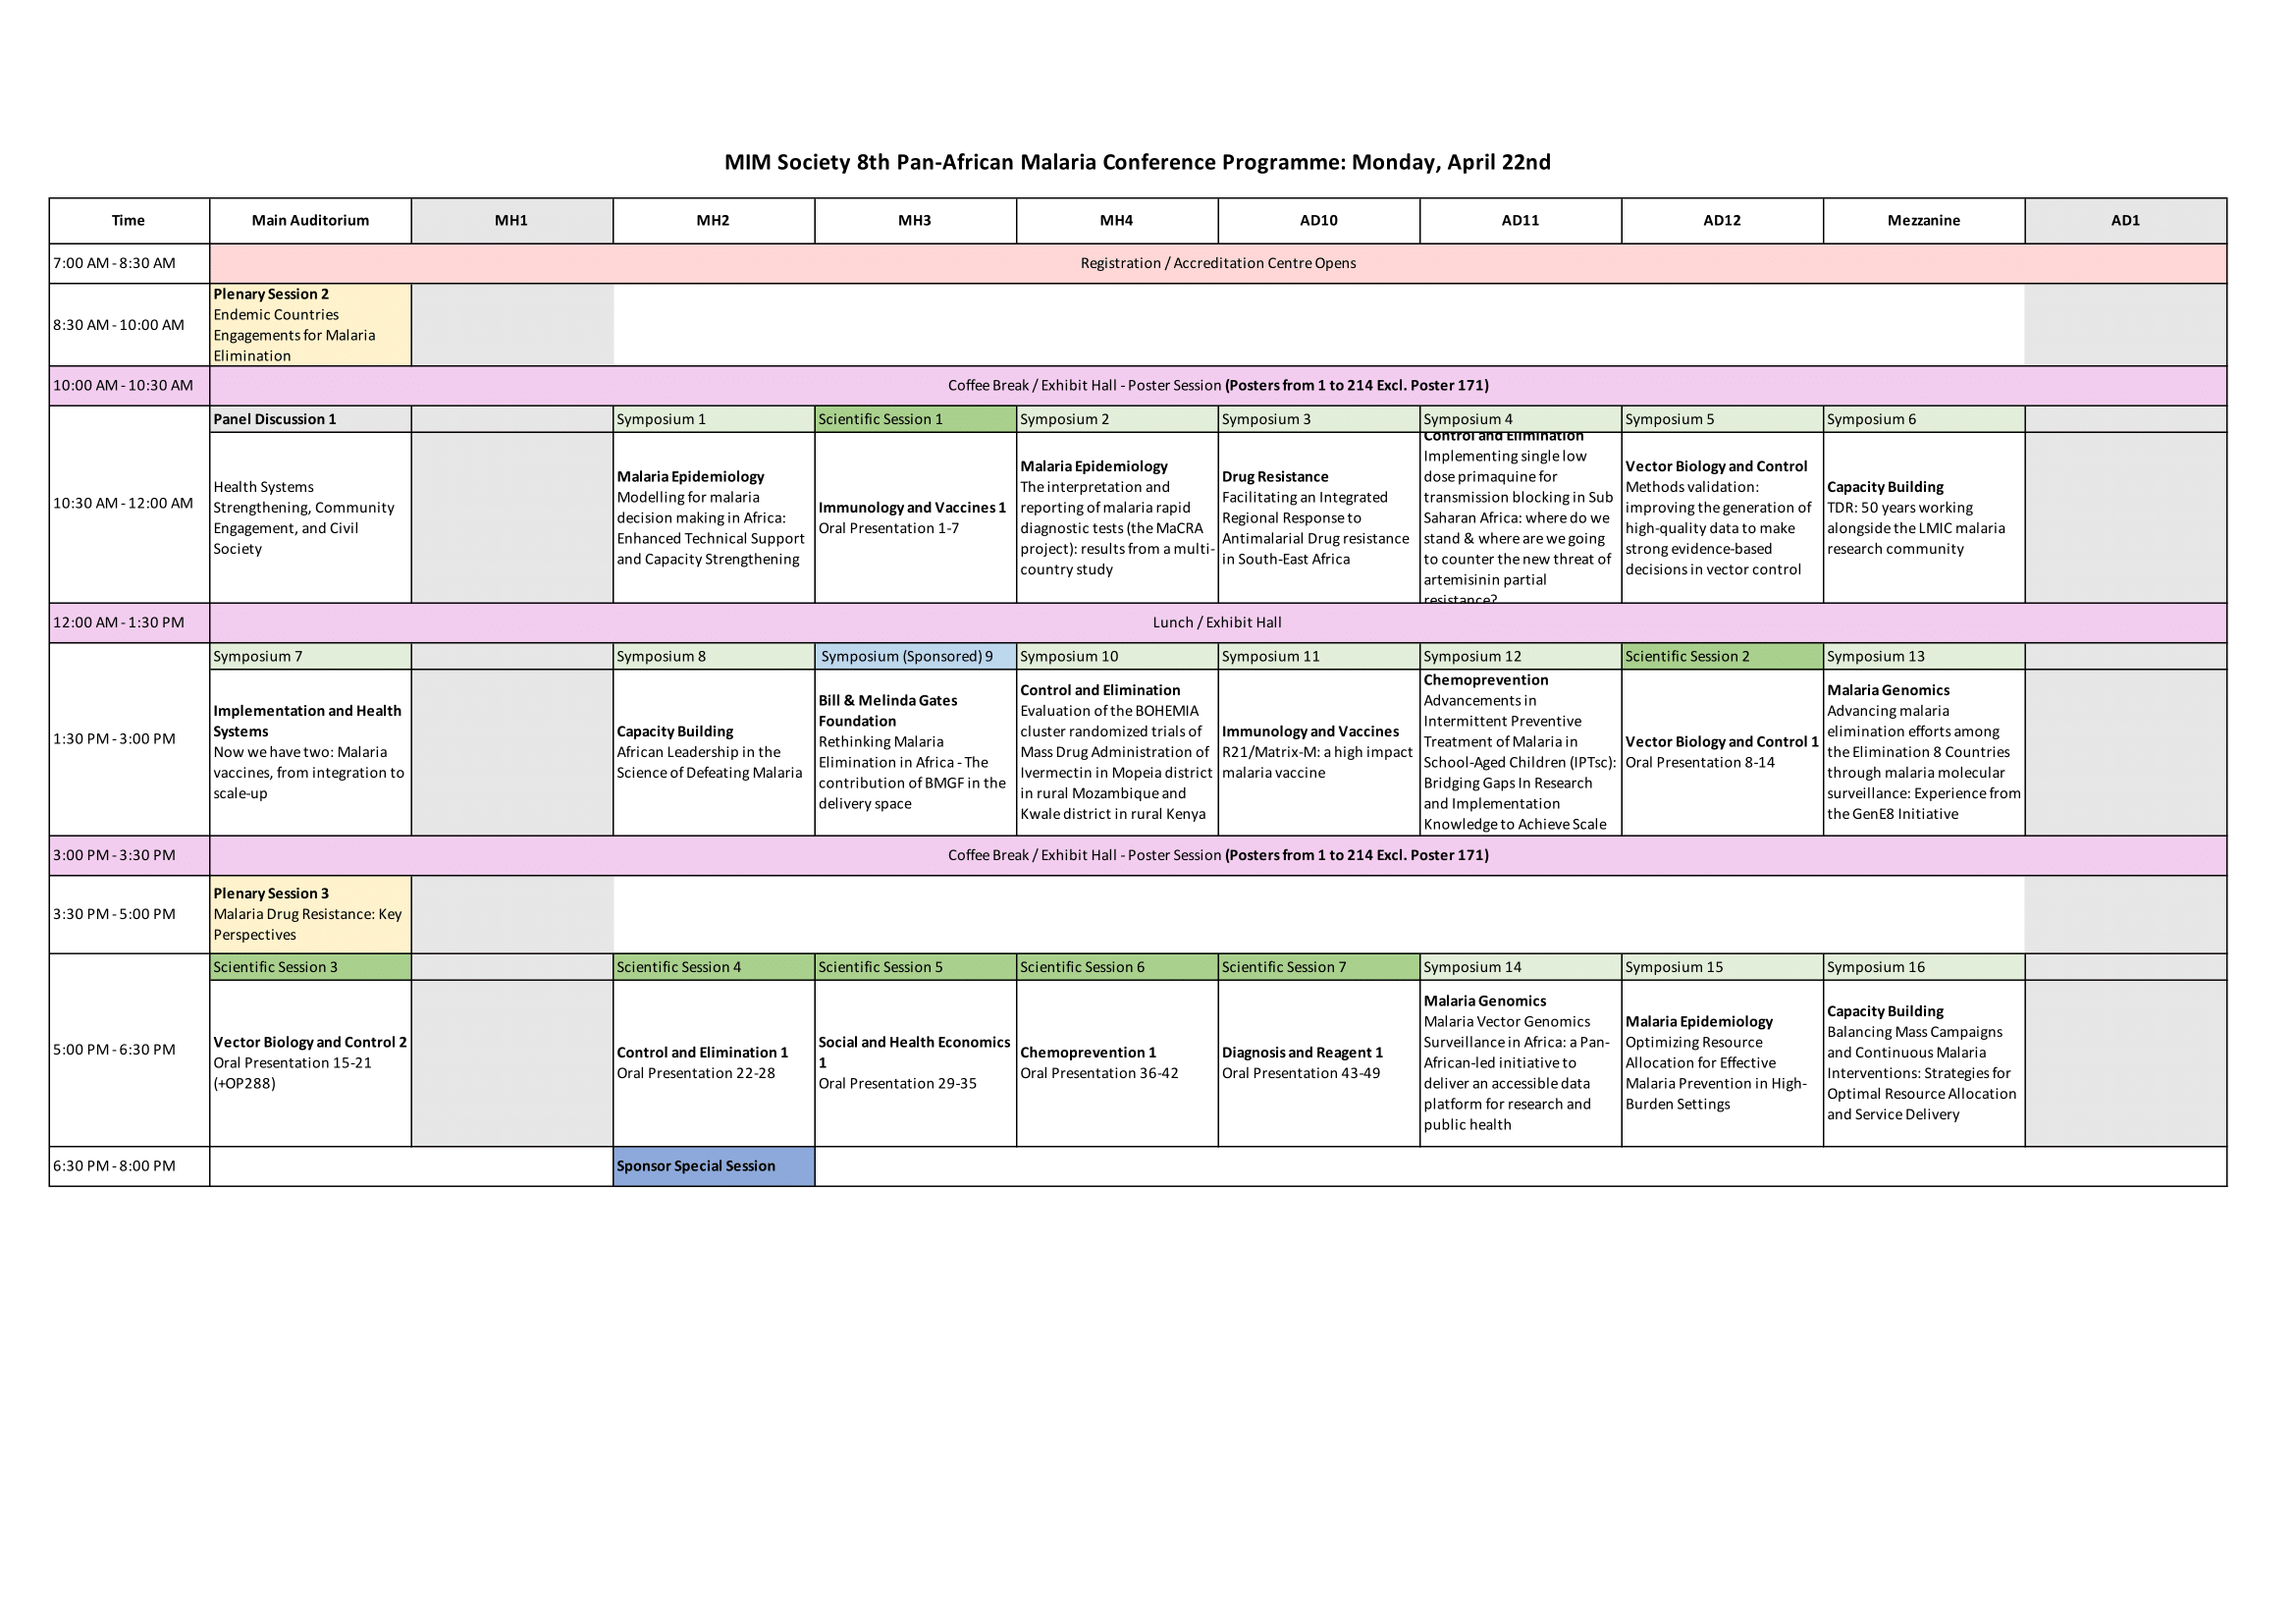 MIM Society 8th Pan-African Malaria Conference Programme: Monday, April 22nd
Time
Main Auditorium
MH1
MH2
MH3
MH4
AD10
AD11
AD12
Mezzanine
AD1
7:00 AM - 8:30 AM
Registration / Accreditation Centre Opens
8:30 AM - 10:00 AM
Plenary Session 2
Endemic Countries
Engagements for Malaria
Elimination
10:00 AM - 10:30 AM
Coffee Break / Exhibit Hall - Poster Session (Posters from 1 to 214 Excl. Poster 171)
10:30 AM - 12:00 AM
Panel Discussion 1
Health Systems
Strengthening, Community
Engagement, and Civil
Society
Symposium 1
Malaria Epidemiology
Modelling for malaria
decision making in Africa:
Enhanced Technical Support
and Capacity Strengthening
Scientific Session 1
Immunology and Vaccines 1
Oral Presentation 1-7
Symposium 2
Malaria Epidemiology
The interpretation and
reporting of malaria rapid
diagnostic tests (the MaCRA
project): results from a multi-
country study
Symposium 3
Drug Resistance
Facilitating an Integrated
Regional Response to
Antimalarial Drug resistance
in South-East Africa
Symposium 4
Control and Elimination
Implementing single low
dose primaquine for
transmission blocking in Sub
Saharan Africa: where do we
stand & where are we going
to counter the new threat of
artemisinin partial
resistance?
Symposium 5
Vector Biology and Control
Methods validation:
improving the generation of
high-quality data to make
strong evidence-based
decisions in vector control
Symposium 6
Capacity Building
TDR: 50 years working
alongside the LMIC malaria
research community
12:00 AM - 1:30 PM
Lunch / Exhibit Hall
1:30 PM - 3:00 PM
Symposium 7
Implementation and Health
Systems
Now we have two: Malaria
vaccines, from integration to
scale-up
Symposium 8
Capacity Building
African Leadership in the
Science of Defeating Malaria
Symposium (Sponsored) 9
Bill & Melinda Gates
Foundation
Rethinking Malaria
Elimination in Africa - The
contribution of BMGF in the
delivery space
Symposium 10
Control and Elimination
Evaluation of the BOHEMIA
cluster randomized trials of
Mass Drug Administration of
Ivermectin in Mopeia district
in rural Mozambique and
Kwale district in rural Kenya
Symposium 11
Immunology and Vaccines
R21/Matrix-M: a high impact
malaria vaccine
Symposium 12
Chemoprevention
Advancements in
Intermittent Preventive
Treatment of Malaria in
School-Aged Children (IPTsc):
Bridging Gaps In Research
and Implementation
Knowledge to Achieve Scale
Scientific Session 2
Vector Biology and Control 1
Oral Presentation 8-14
Symposium 13
Malaria Genomics
Advancing malaria
elimination efforts among
the Elimination 8 Countries
through malaria molecular
surveillance: Experience from
the GenE8 Initiative
3:00 PM - 3:30 PM
Coffee Break / Exhibit Hall - Poster Session (Posters from 1 to 214 Excl. Poster 171)
3:30 PM - 5:00 PM
Plenary Session 3
Malaria Drug Resistance: Key
Perspectives
5:00 PM - 6:30 PM
Scientific Session 3
Vector Biology and Control 2
Oral Presentation 15-21
(+OP288)
Scientific Session 4
Control and Elimination 1
Oral Presentation 22-28
Scientific Session 5
Social and Health Economics
1
Oral Presentation 29-35
Scientific Session 6
Chemoprevention 1
Oral Presentation 36-42
Scientific Session 7
Diagnosis and Reagent 1
Oral Presentation 43-49
Symposium 14
Malaria Genomics
Malaria Vector Genomics
Surveillance in Africa: a Pan-
African-led initiative to
deliver an accessible data
platform for research and
public health
Symposium 15
Malaria Epidemiology
Optimizing Resource
Allocation for Effective
Malaria Prevention in High-
Burden Settings
Symposium 16
Capacity Building
Balancing Mass Campaigns
and Continuous Malaria
Interventions: Strategies for
Optimal Resource Allocation
and Service Delivery
6:30 PM - 8:00 PM
Sponsor Special Session